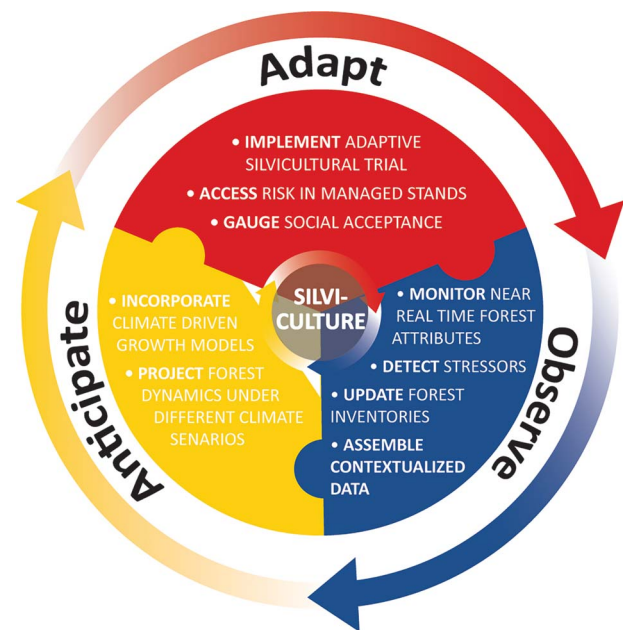 Adapt
• IMPLEMENT ADAPTIVE
SILVICULTURAL TRIAL
• ACCESS RISK IN MANAGED STANDS
• GAUGE SOCIAL ACCEPTANCE
SILVI-
CULTURE
Observe
• MONITOR NEAR
REAL TIME FOREST
ATTRIBUTES
• DETECT STRESSORS
• UPDATE FOREST
INVENTORIES
• ASSEMBLE
CONTEXTUALIZED
DATA
Anticipate
• INCORPORATE
CLIMATE DRIVEN
GROWTH MODELS
• PROJECT FOREST
DYNAMICS UNDER
DIFFERENT CLIMATE
SENARIOS